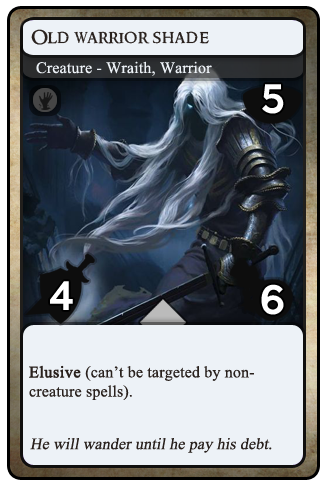 OLD WARRIOR SHADE
Creature - Wraith, Warrior
5
4
6
Elusive (can't be targeted by non-
creature spells).
He will wander until he pay his debt.